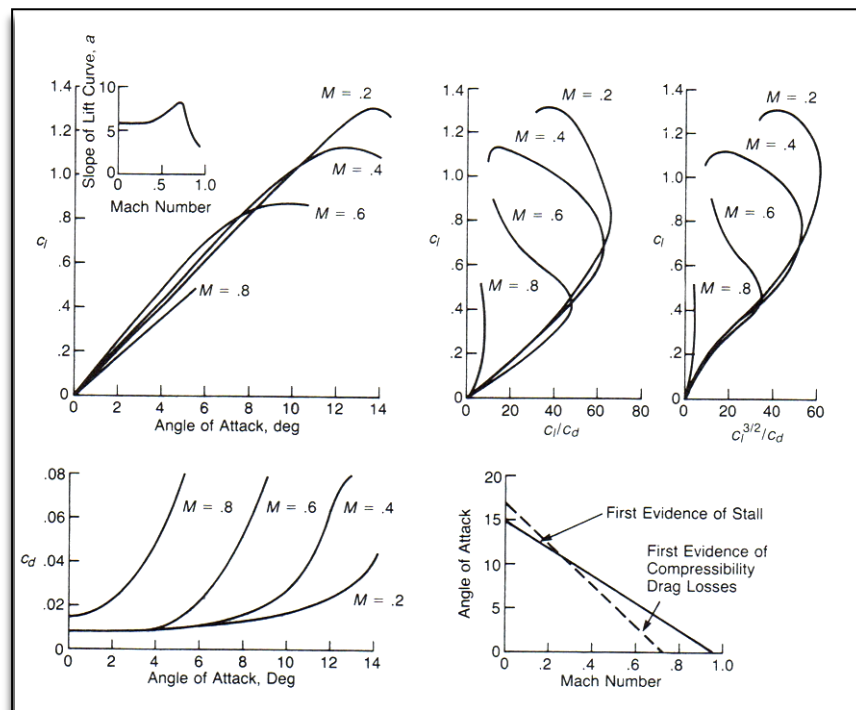 Slope of Lift Curve, a
10
5
0
0 .5 1.0
Mach Number
1.4
1.2
1.0
.8
.6
.4
.2
0
c_l
M = .2
M = .4
M = .6
M = .8
0 2 4 6 8 10 12 14
Angle of Attack, deg
1.4
1.2
1.0
.8
.6
.4
.2
0
c_l
M = .2
M = .4
M = .6
M = .8
0 20 40 60 80
c_l/c_d
1.4
1.2
1.0
.8
.6
.4
.2
0
c_l
M = .2
M = .4
M = .6
M = .8
0 20 40 60
c_l^3/2/c_d
.08
.06
.04
.02
0
c_d
M = .8
M = .6
M = .4
M = .2
0 2 4 6 8 10 12 14
Angle of Attack, Deg
Angle of Attack
20
15
10
5
0
First Evidence of Stall
First Evidence of
Compressibility
Drag Losses
0 .2 .4 .6 .8 1.0
Mach Number